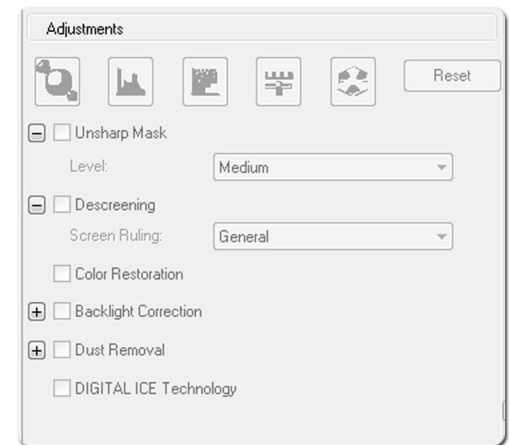 Adjustments
Reset
Unsharp Mask
Level: Medium
Descreening
Screen Ruling: General
Color Restoration
Backlight Correction
Dust Removal
DIGITAL ICE Technology